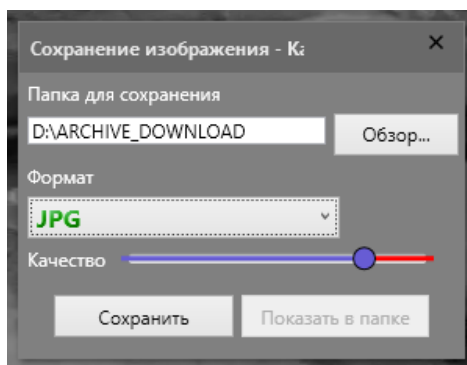 Сохранение изображения - Ка
Папка для сохранения
D:\ARCHIVE_DOWNLOAD
Обзор...
Формат
JPG
Качество
Сохранить
Показать в папке